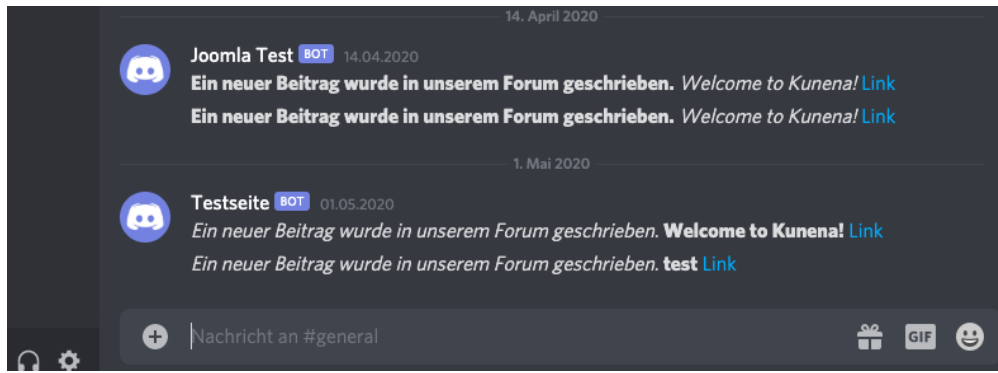 14. April 2020
Joomla Test BOT 14.04.2020
Ein neuer Beitrag wurde in unserem Forum geschrieben. Welcome to Kunena! Link
Ein neuer Beitrag wurde in unserem Forum geschrieben. Welcome to Kunena! Link
1. Mai 2020
Testseite BOT 01.05.2020
Ein neuer Beitrag wurde in unserem Forum geschrieben. Welcome to Kunena! Link
Ein neuer Beitrag wurde in unserem Forum geschrieben. test Link
Nachricht an #general
GIF